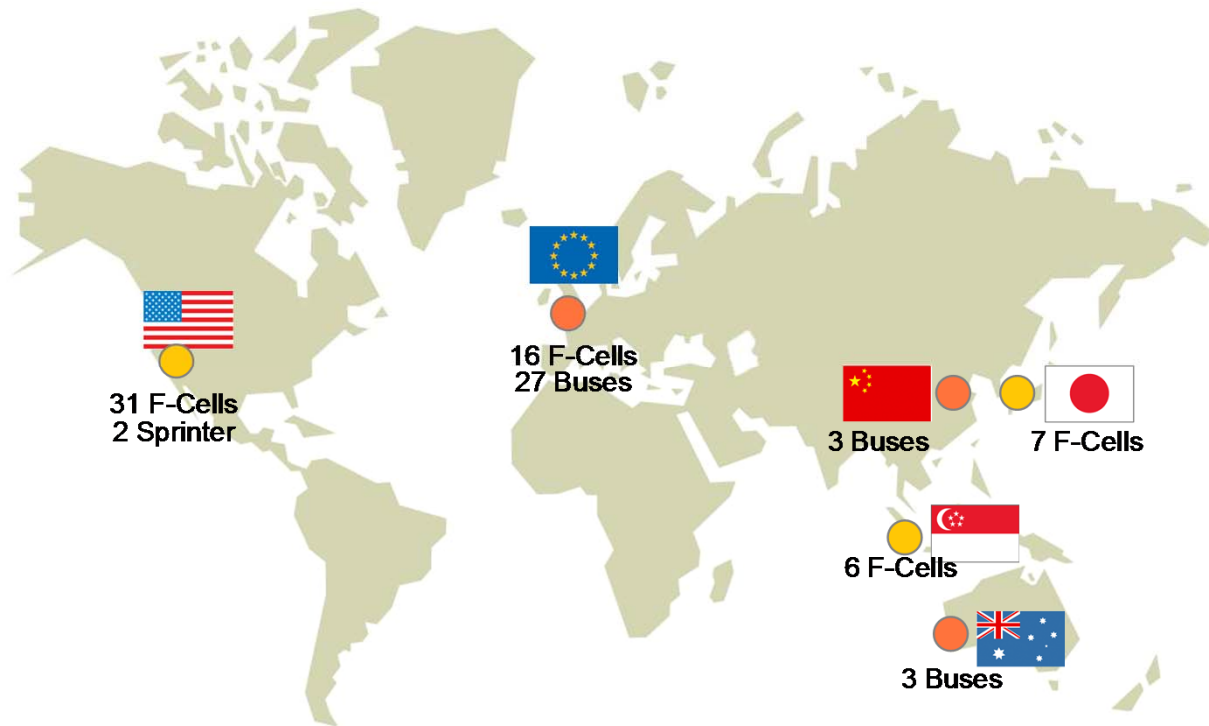 31 F-Cells
2 Sprinter
16 F-Cells
27 Buses
3 Buses
7 F-Cells
6 F-Cells
3 Buses